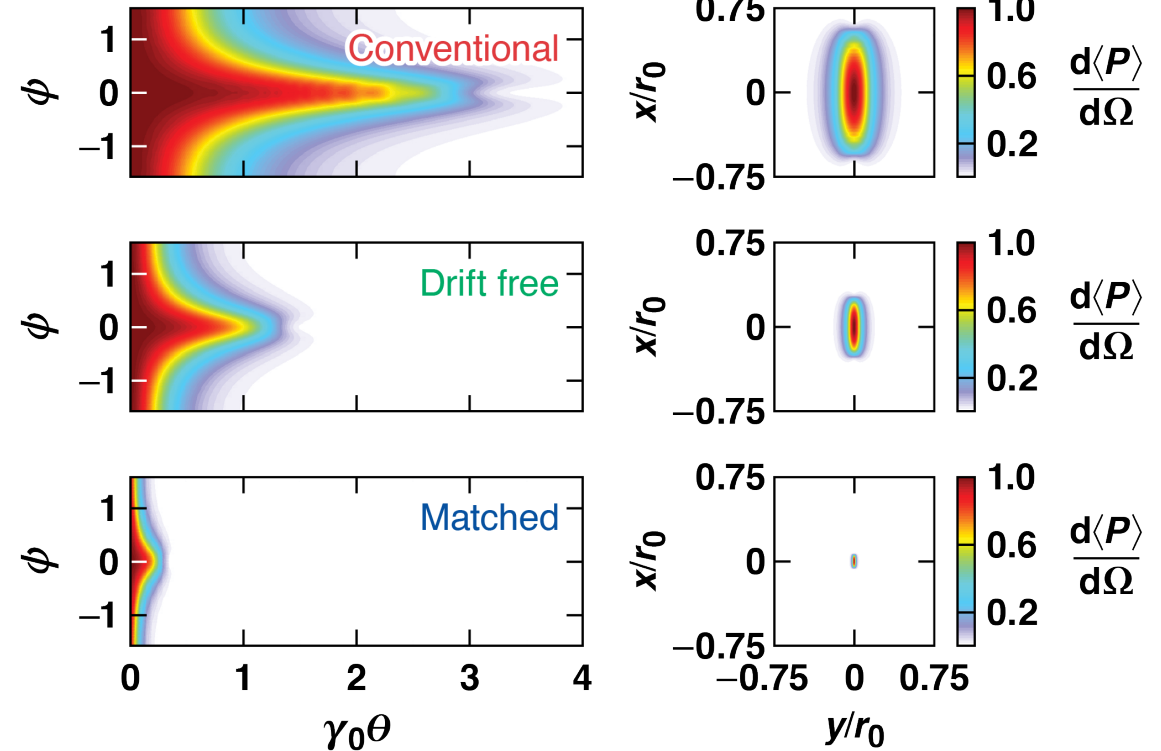 Conventional
ϕ
1
0
−1
x/r0
0.75
0
−0.75
1.0
0.6
0.2
d⟨P⟩
dΩ
Drift free
ϕ
1
0
−1
x/r0
0.75
0
−0.75
1.0
0.6
0.2
d⟨P⟩
dΩ
Matched
ϕ
1
0
−1
x/r0
0.75
0
−0.75
1.0
0.6
0.2
d⟨P⟩
dΩ
0 1 2 3 4
γ0θ
−0.75 0 0.75
y/r0